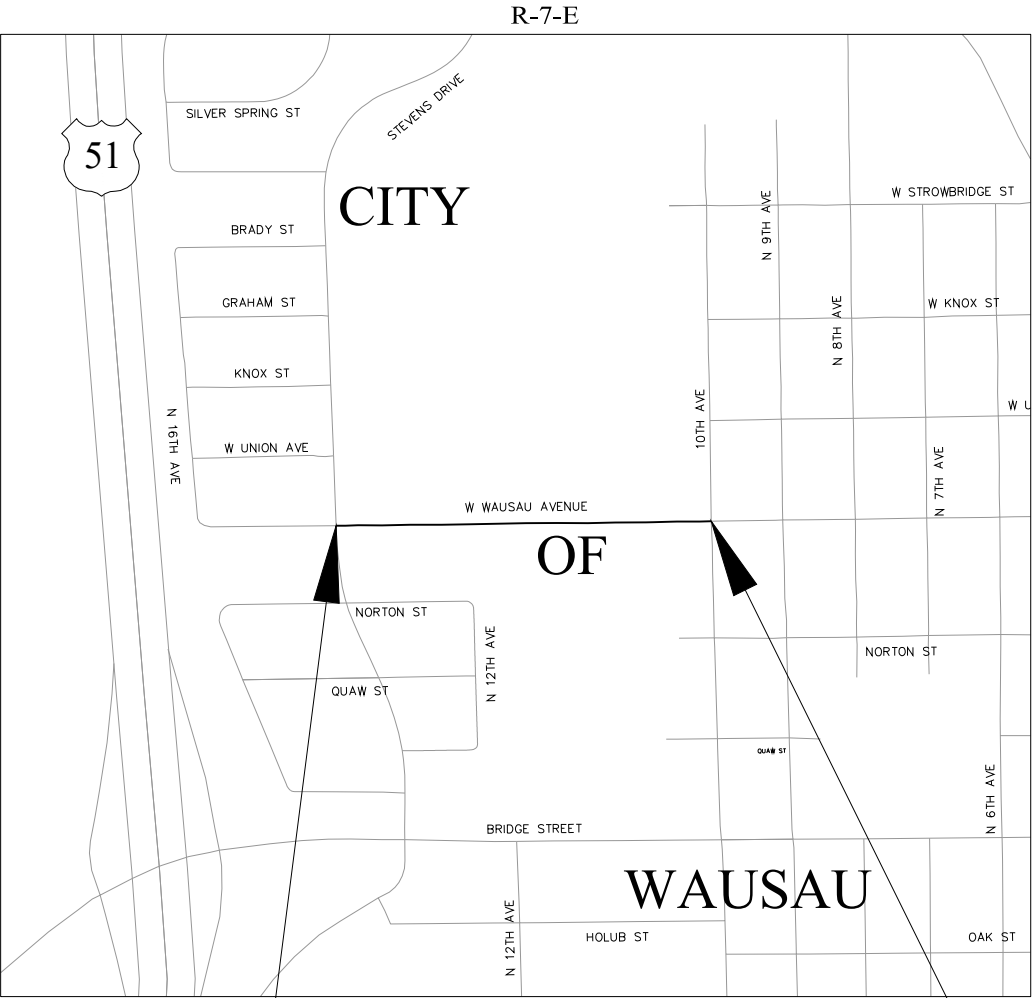 R-7-E
SILVER SPRING ST
STEVENS DRIVE
51
CITY
W STROWBRIDGE ST
N 9TH AVE
BRADY ST
GRAHAM ST
W KNOX ST
N 8TH AVE
KNOX ST
10TH AVE
W U
N 16TH AVE
W UNION AVE
N 7TH AVE
W WAUSAU AVENUE
OF
NORTON ST
N 12TH AVE
NORTON ST
QUAW ST
QUAW ST
N 6TH AVE
BRIDGE STREET
WAUSAU
N 12TH AVE
HOLUB ST
OAK ST